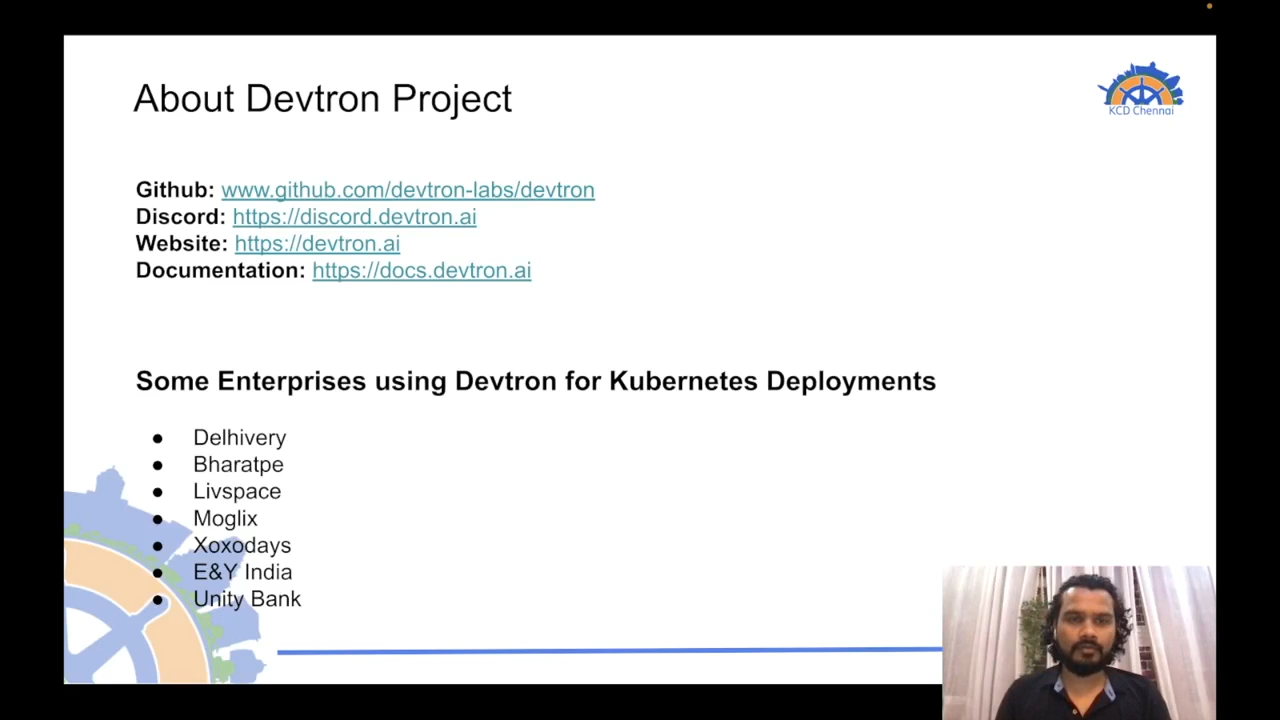 About Devtron Project
KCD Chennai
Github: www.github.com/devtron-labs/devtron
Discord: https://discord.devtron.ai
Website: https://devtron.ai
Documentation: https://docs.devtron.ai
Some Enterprises using Devtron for Kubernetes Deployments
● Delhivery
● Bharatpe
● Livspace
● Moglix
● Xoxodays
● E&Y India
● Unity Bank